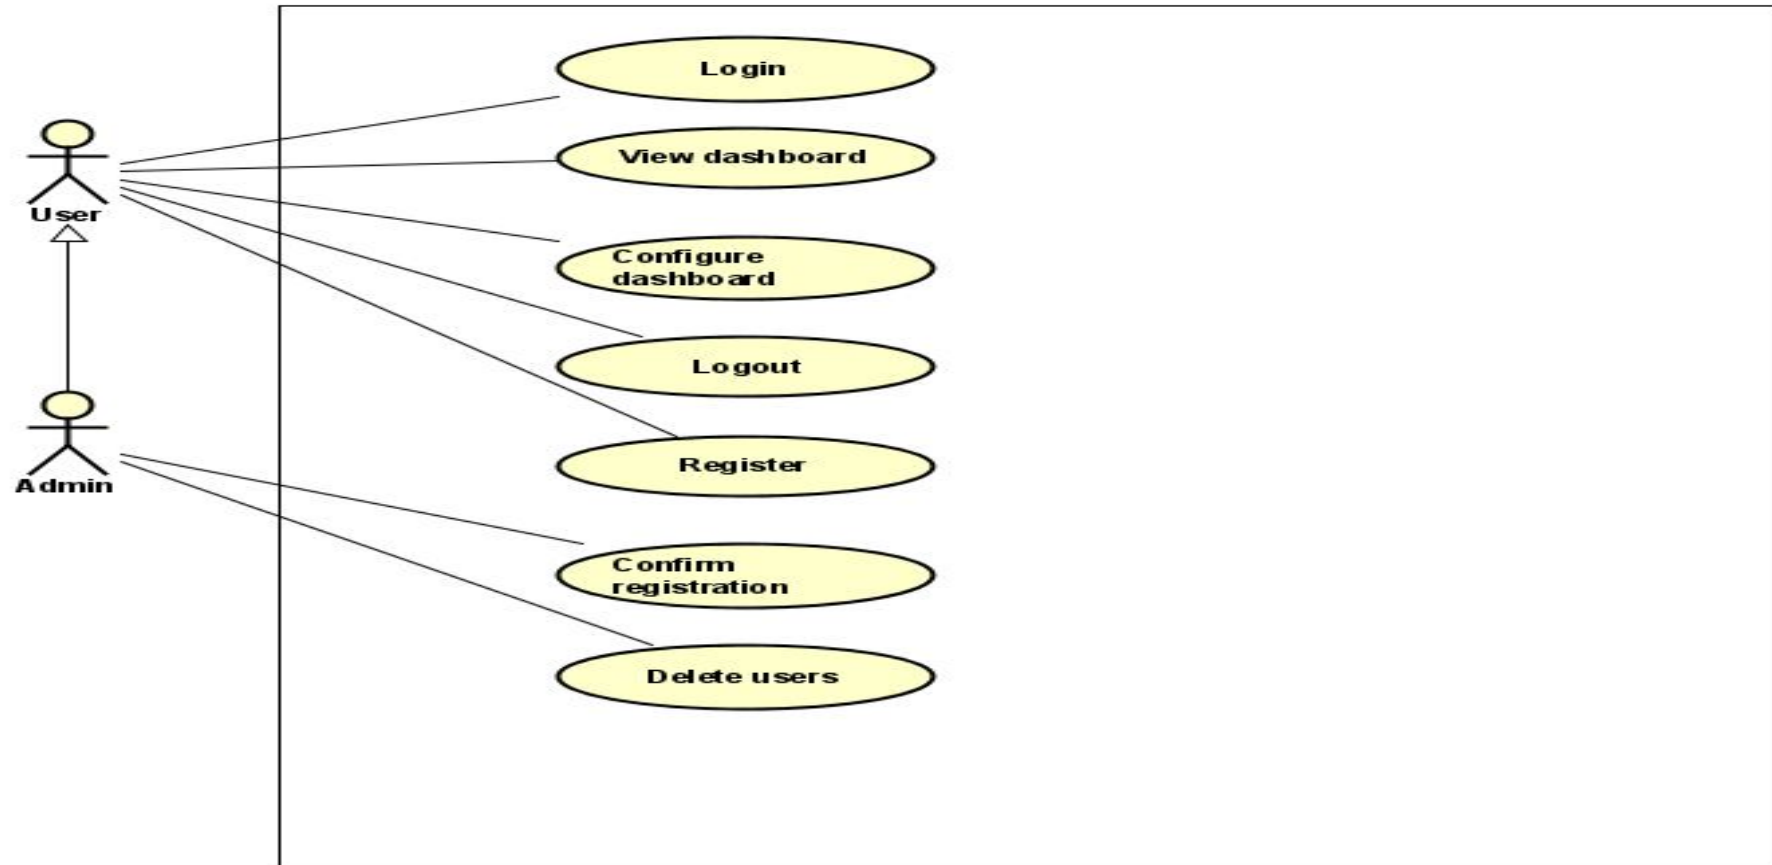 Login
View dashboard
User
Configure
dashboard
Logout
Register
Admin
Confirm
registration
Delete users